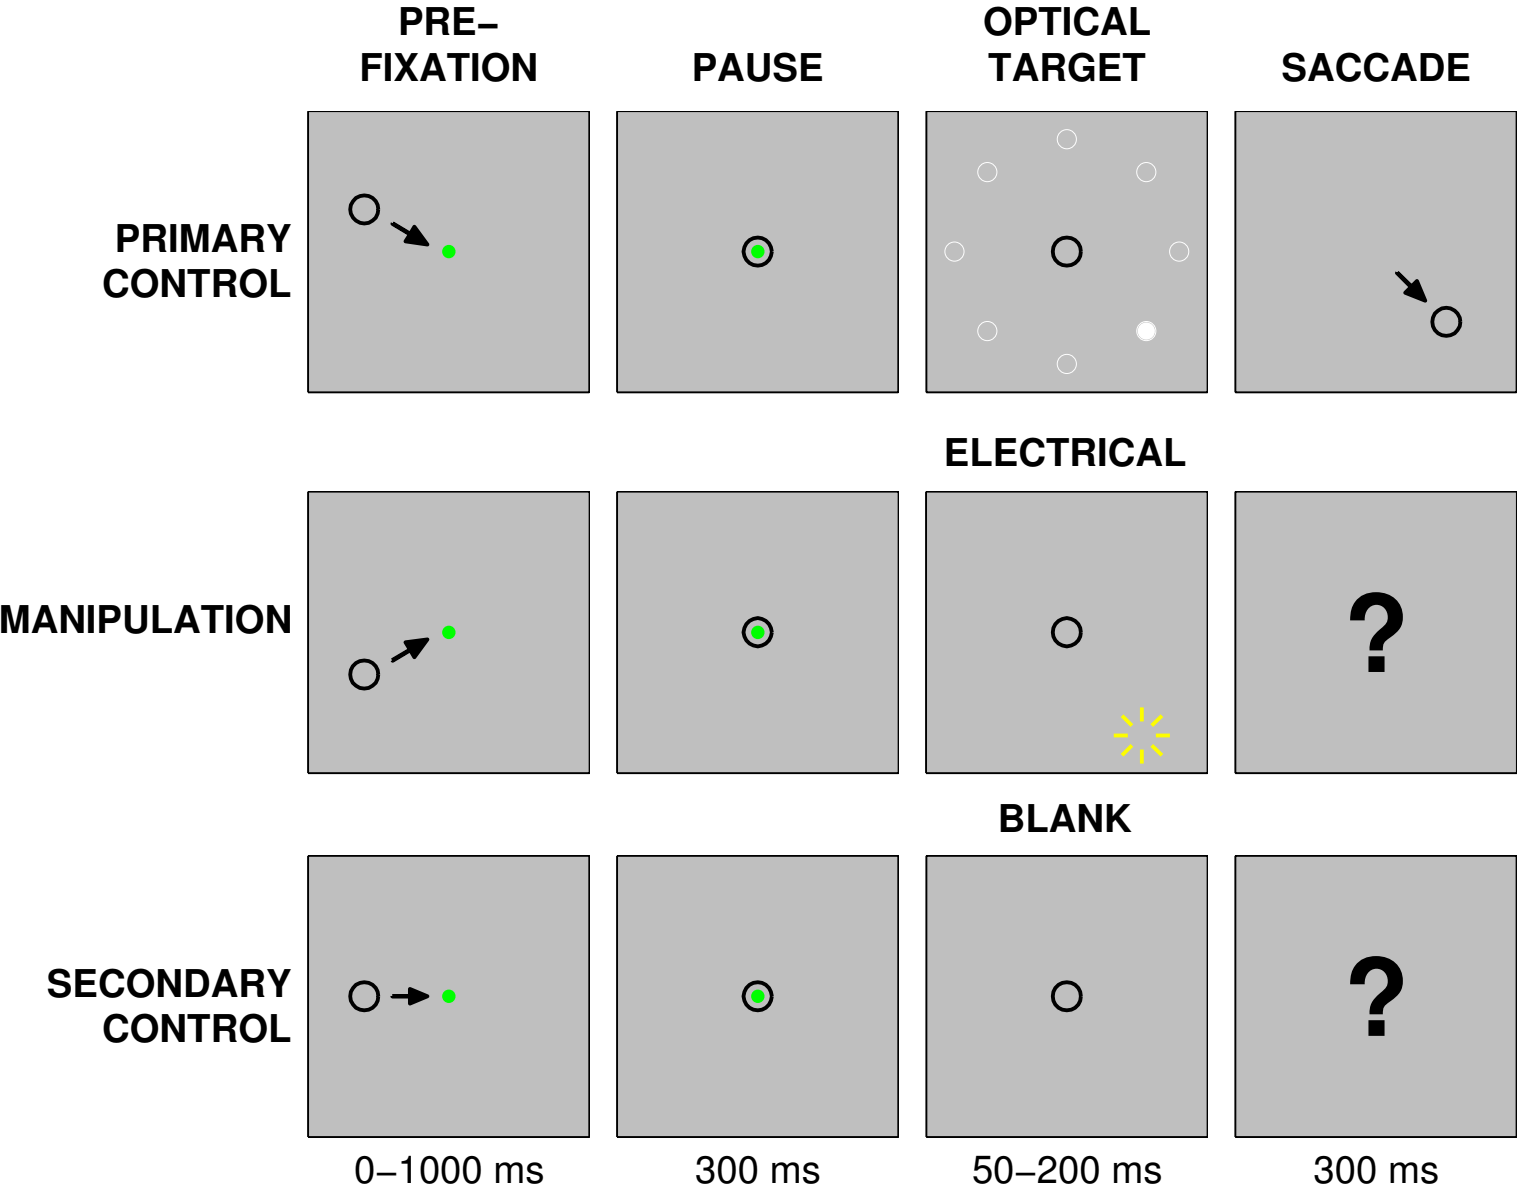 PRE–
FIXATION
PAUSE
OPTICAL
TARGET
SACCADE
PRIMARY
CONTROL
ELECTRICAL
MANIPULATION
?
BLANK
SECONDARY
CONTROL
?
0–1000 ms
300 ms
50–200 ms
300 ms